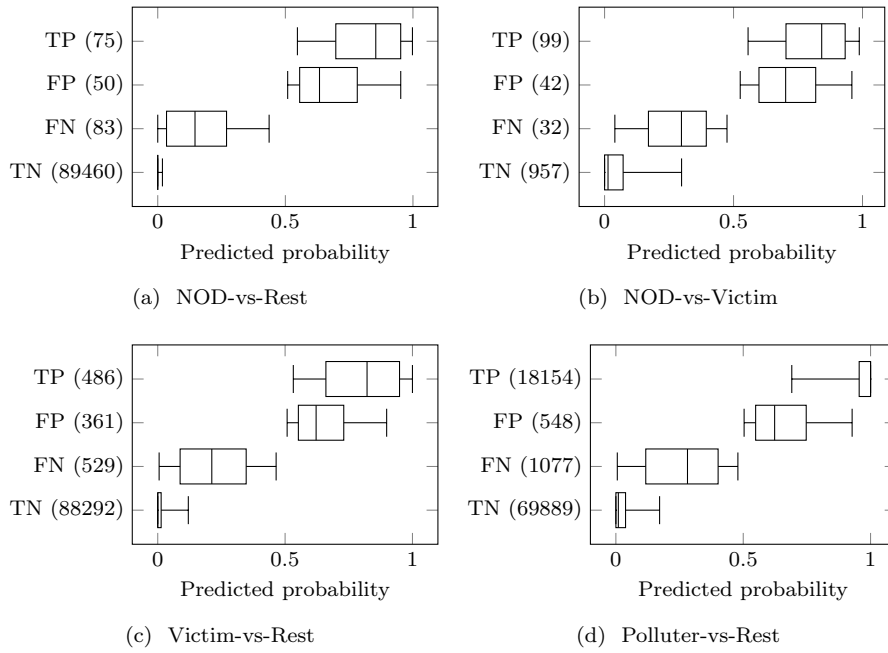 TP (75)
FP (50)
FN (83)
TN (89460)
0 0.5 1
Predicted probability
(a) NOD-vs-Rest
TP (99)
FP (42)
FN (32)
TN (957)
0 0.5 1
Predicted probability
(b) NOD-vs-Victim
TP (486)
FP (361)
FN (529)
TN (88292)
0 0.5 1
Predicted probability
(c) Victim-vs-Rest
TP (18154)
FP (548)
FN (1077)
TN (69889)
0 0.5 1
Predicted probability
(d) Polluter-vs-Rest